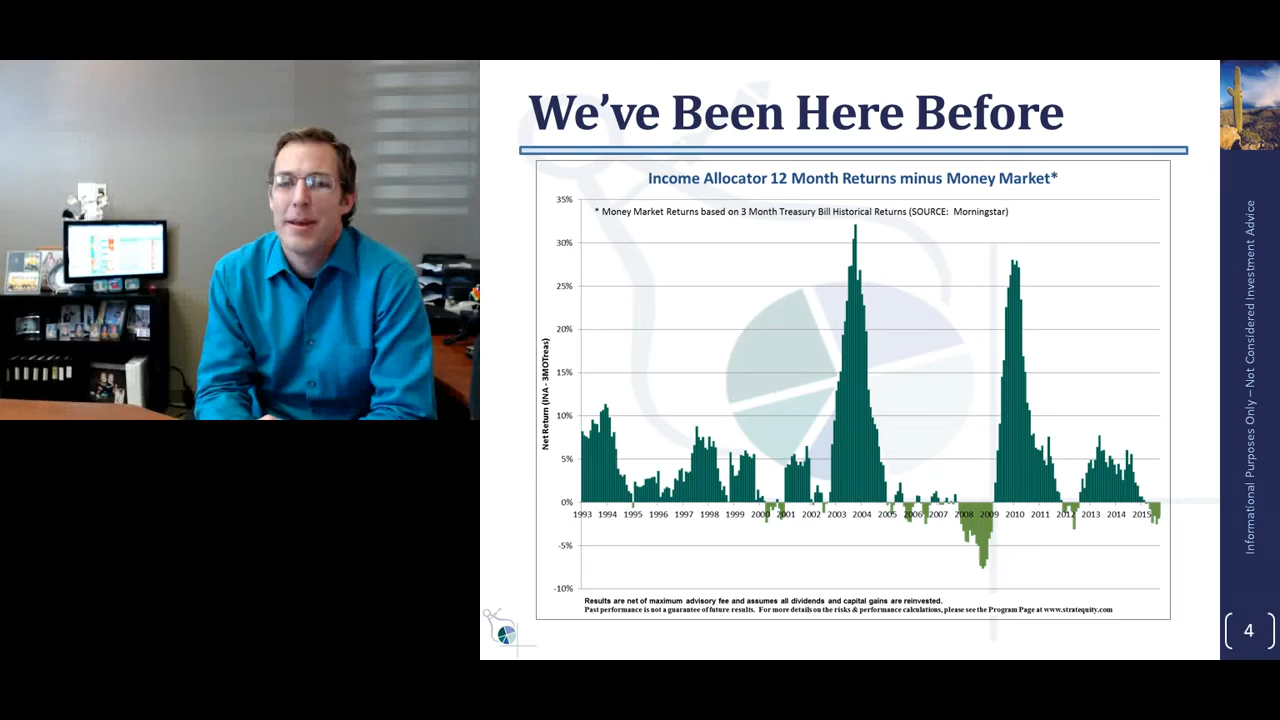 We've Been Here Before
Income Allocator 12 Month Returns minus Money Market*
* Money Market Returns based on 3 Month Treasury Bill Historical Returns (SOURCE: Morningstar)
35%
30%
25%
20%
15%
10%
5%
0%
-5%
-10%
Net Return (INA - 3MOTreas)
1993 1994 1995 1996 1997 1998 1999 2000 2001 2002 2003 2004 2005 2006 2007 2008 2009 2010 2011 2012 2013 2014 2015
Results are net of maximum advisory fee and assumes all dividends and capital gains are reinvested.
Past performance is not a guarantee of future results. For more details on the risks & performance calculations, please see the Program Page at www.stratequity.com
Informational Purposes Only – Not Considered Investment Advice
4